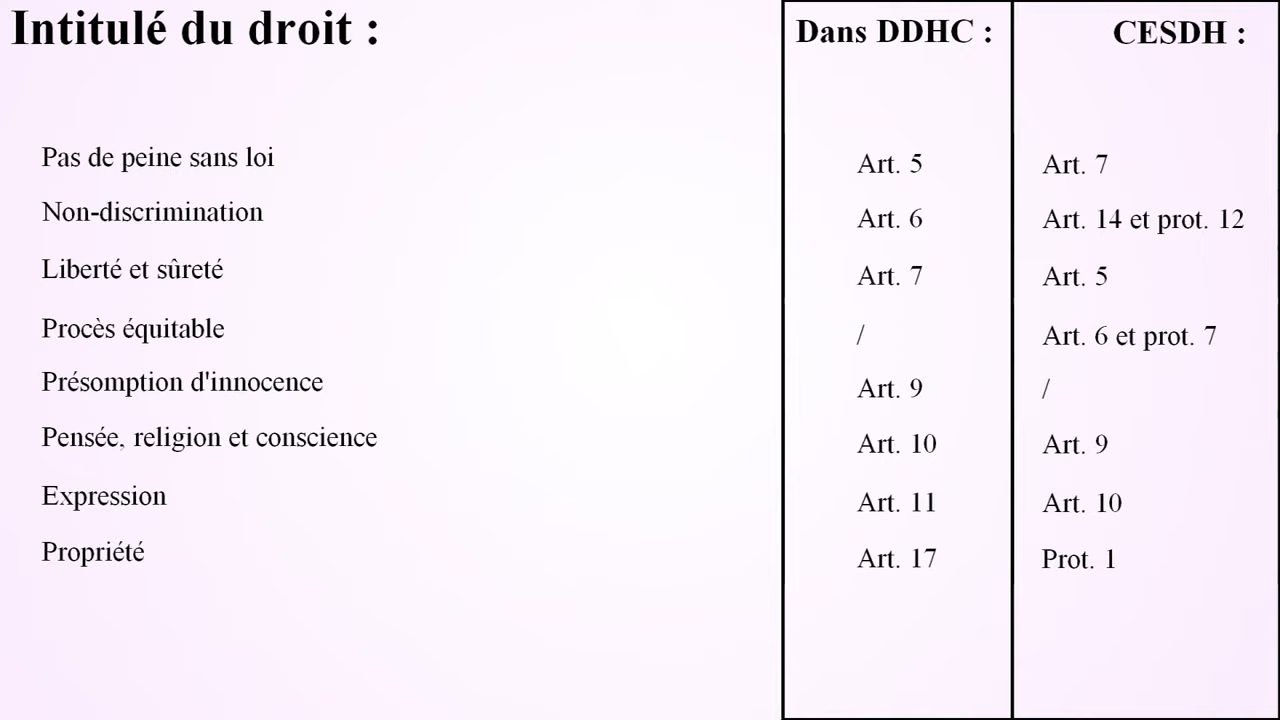 Intitulé du droit : Dans DDHC : CESDH :
Pas de peine sans loi Art. 5 Art. 7
Non-discrimination Art. 6 Art. 14 et prot. 12
Liberté et sûreté Art. 7 Art. 5
Procès équitable / Art. 6 et prot. 7
Présomption d'innocence Art. 9 /
Pensée, religion et conscience Art. 10 Art. 9
Expression Art. 11 Art. 10
Propriété Art. 17 Prot. 1